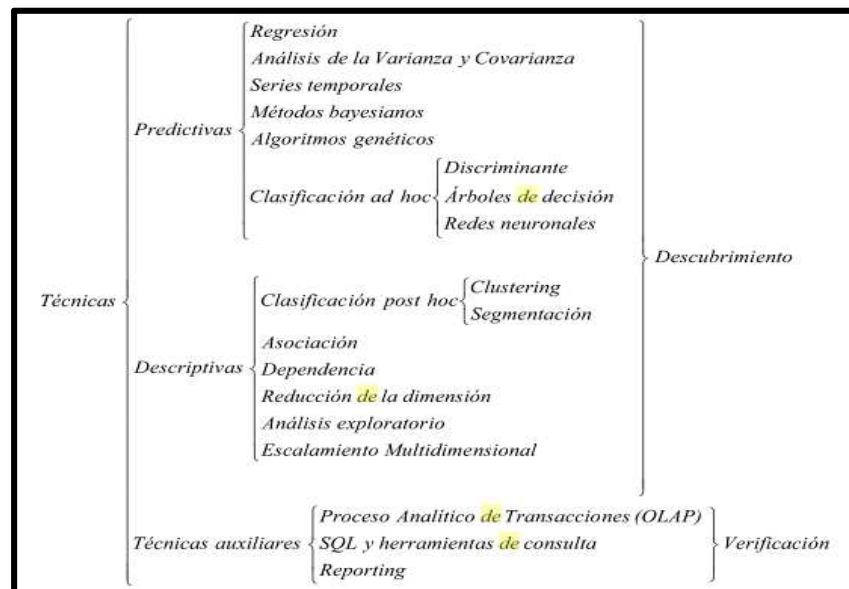 Regresión
Análisis de la Varianza y Covarianza
Series temporales
Predictivas
Métodos bayesianos
Algoritmos genéticos
Discriminante
Clasificación ad hoc
Árboles de decisión
Redes neuronales
Descubrimiento
Técnicas
Clasificación post hoc
Clustering
Segmentación
Asociación
Descriptivas
Dependencia
Reducción de la dimensión
Análisis exploratorio
Escalamiento Multidimensional
Proceso Analítico de Transacciones (OLAP)
Técnicas auxiliares
SQL y herramientas de consulta
Verificación
Reporting